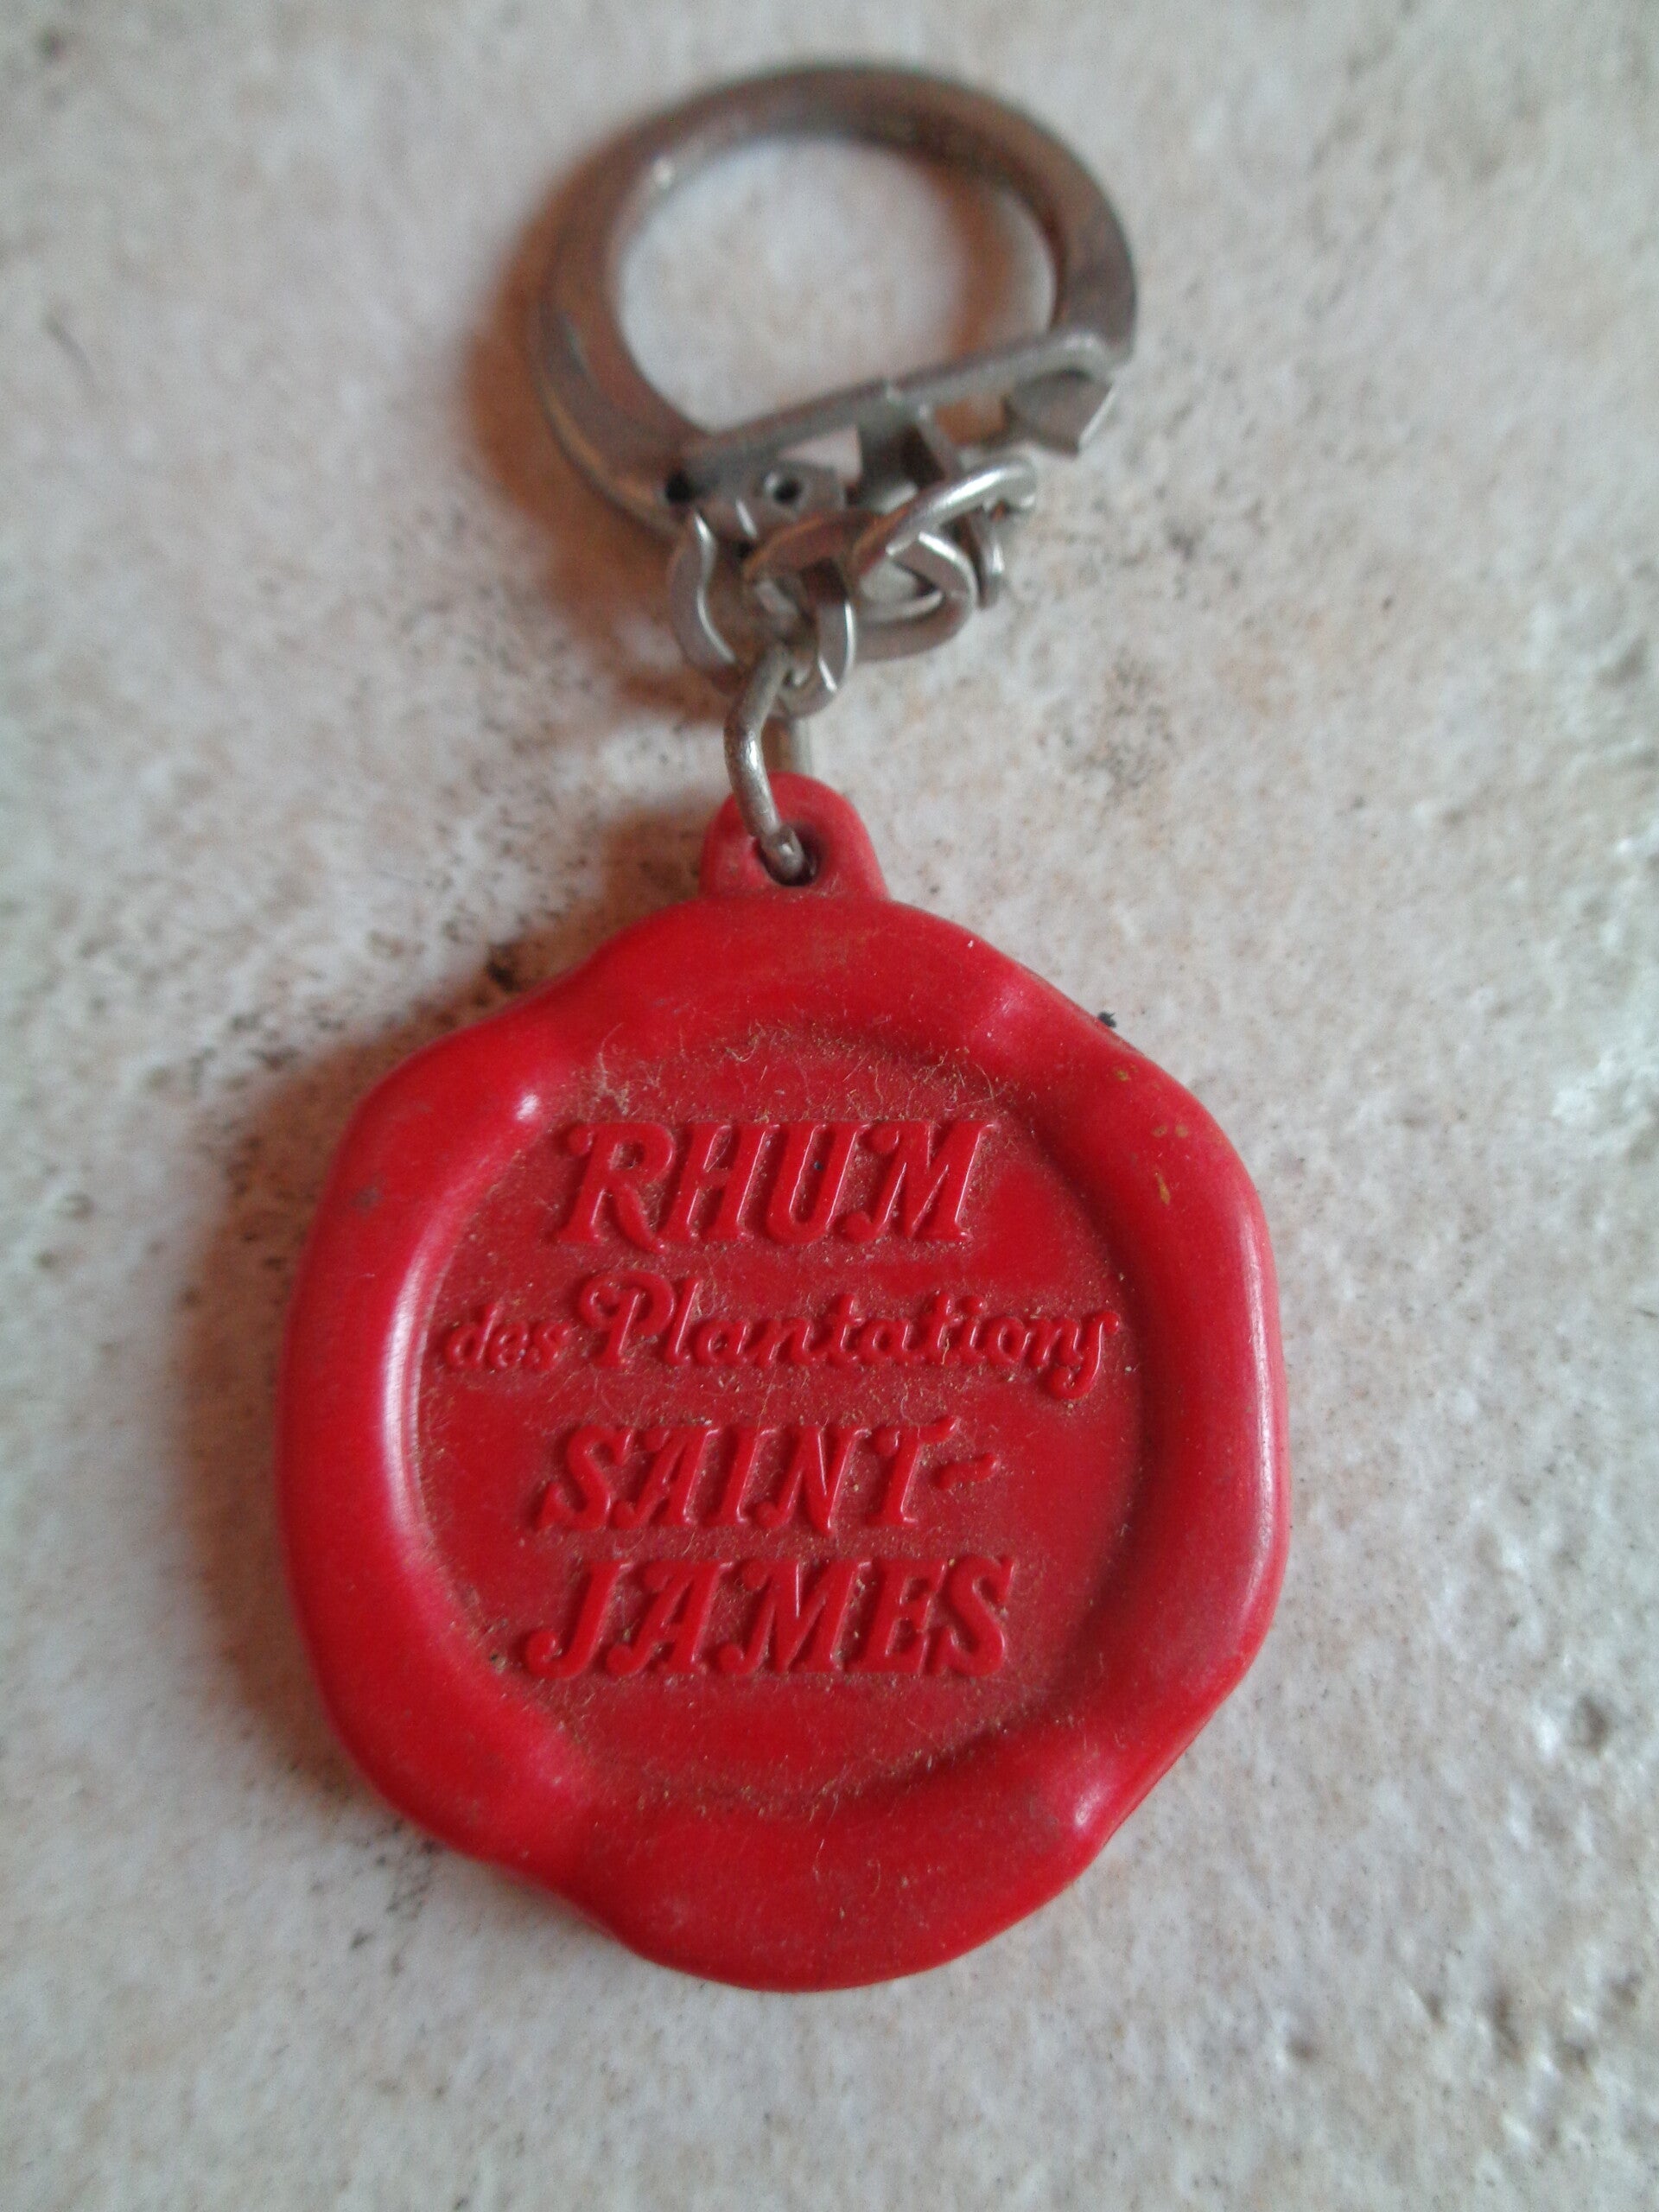 RHUM
des Plantations
SAINT-
JAMES